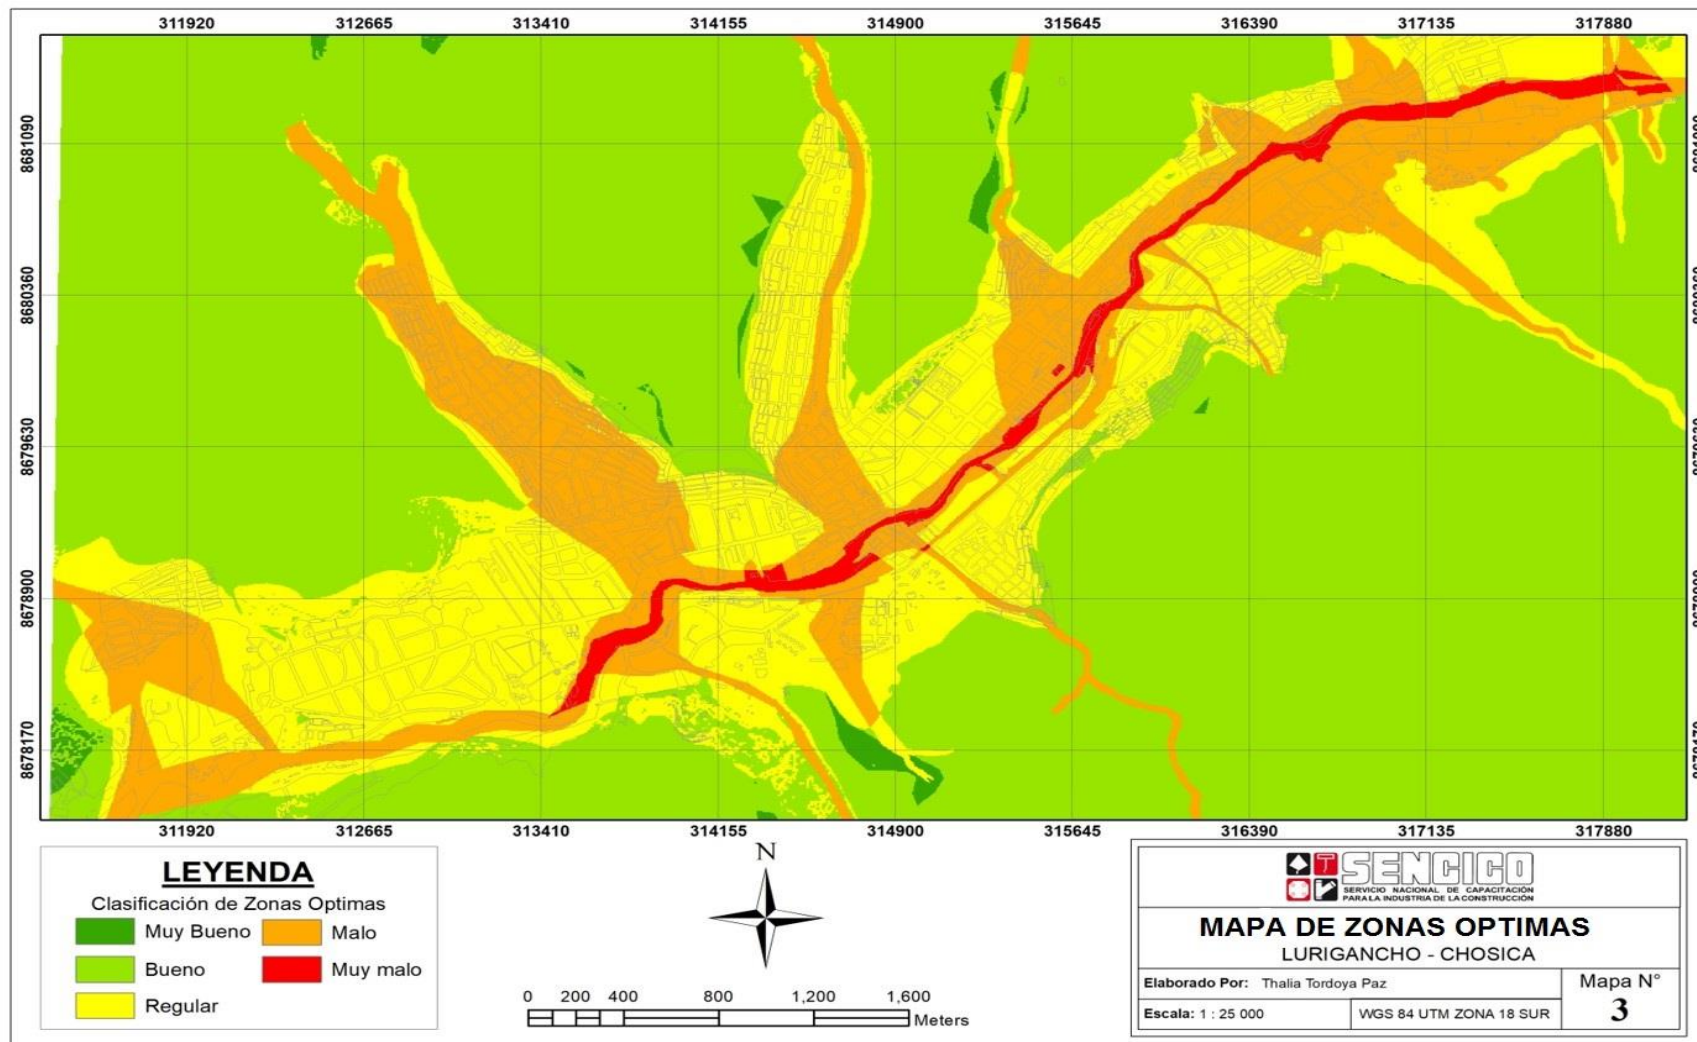 311920 312665 313410 314155 314900 315645 316390 317135 317880
8681090
8680360
8679630
8678900
8678170
311920 312665 313410 314155 314900 315645 316390 317135 317880
LEYENDA
Clasificación de Zonas Optimas
Muy Bueno
Malo
Bueno
Muy malo
Regular
N
0 200 400 800 1,200 1,600
Meters
SENCICO
SERVICIO NACIONAL DE CAPACITACIÓN
PARA LA INDUSTRIA DE LA CONSTRUCCIÓN
MAPA DE ZONAS OPTIMAS
LURIGANCHO - CHOSICA
Elaborado Por: Thalia Tordoya Paz
Mapa N°
3
Escala: 1 : 25 000
WGS 84 UTM ZONA 18 SUR